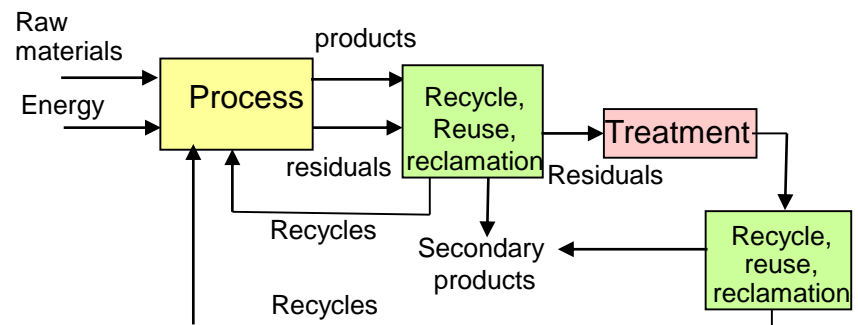 Raw
materials
products
Process
Energy
Recycle,
Reuse,
reclamation
Treatment
residuals
Residuals
Recycles
Secondary
products
Recycle,
reuse,
reclamation
Recycles